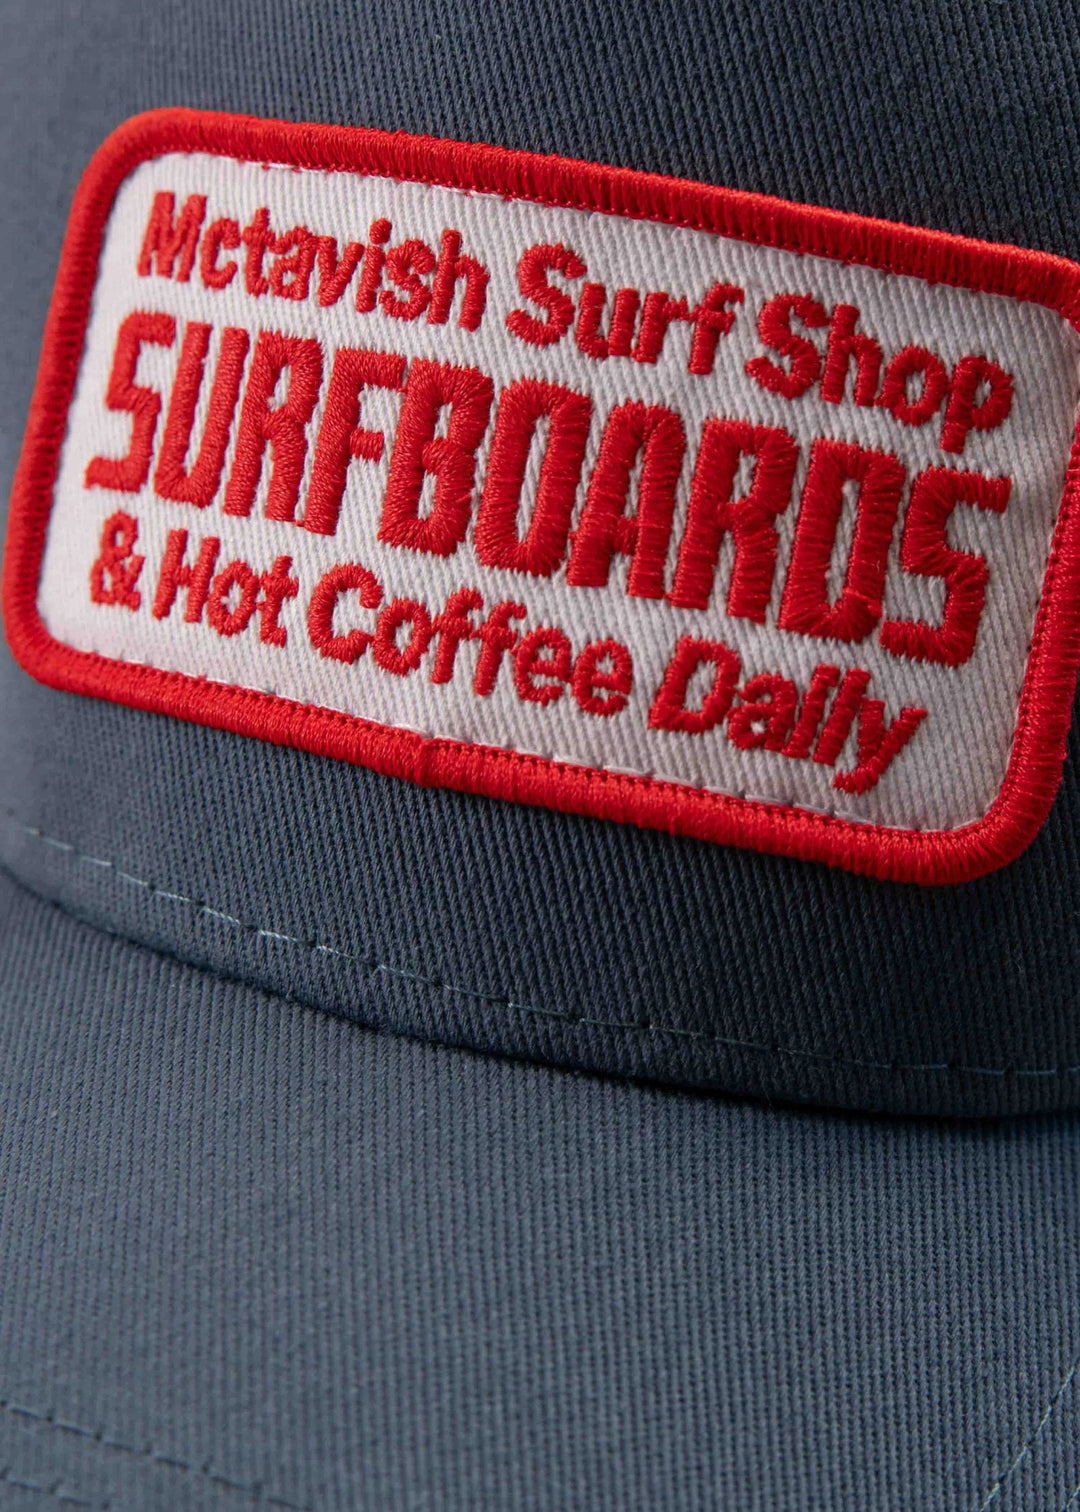 Mctavish Surf Shop
SURFBOARDS
& Hot Coffee Daily